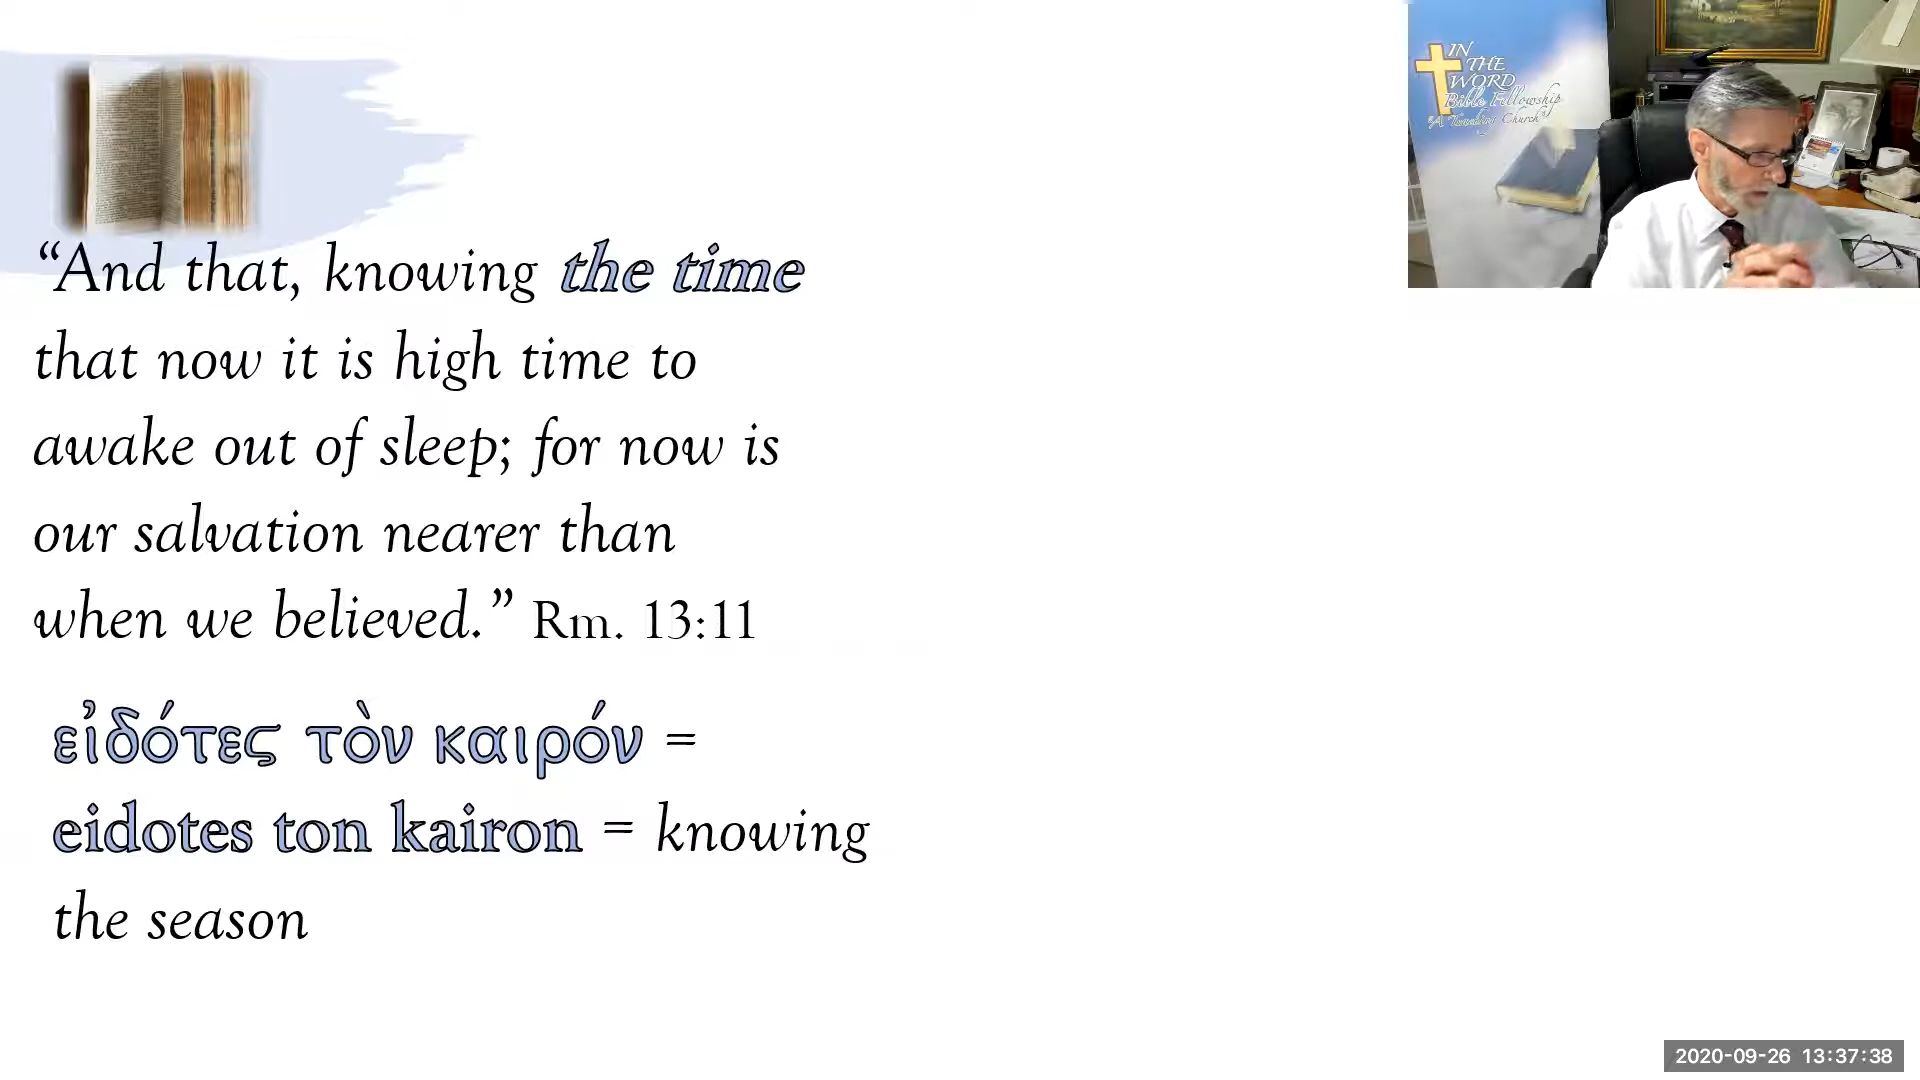 “And that, knowing the time
that now it is high time to
awake out of sleep; for now is
our salvation nearer than
when we believed.” Rm. 13:11
εἰδότες τὸν καιρόν =
eidotes ton kairon = knowing
the season
IN
THE
WORD
Bible Fellowship
"A Teaching Church"
2020-09-26 13:37:38